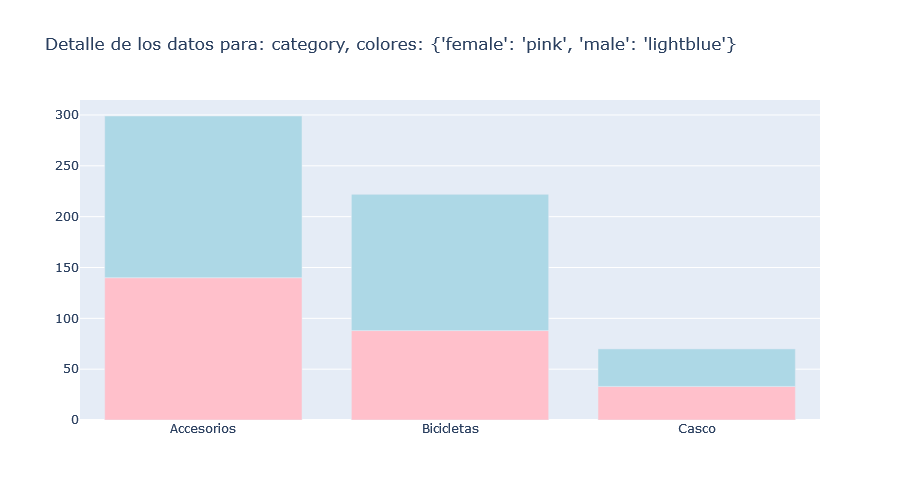 Detalle de los datos para: category, colores: {'female': 'pink', 'male': 'lightblue'}
300
250
200
150
100
50
0
Accesorios
Bicicletas
Casco